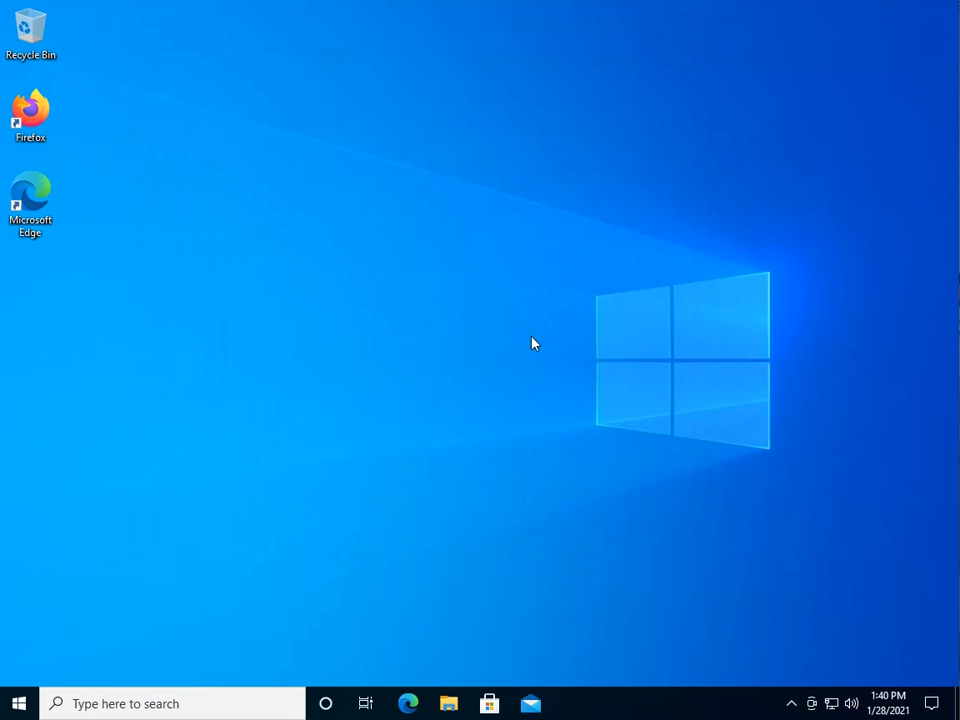 Recycle Bin
Firefox
Microsoft
Edge
Type here to search
1:40 PM
1/28/2021